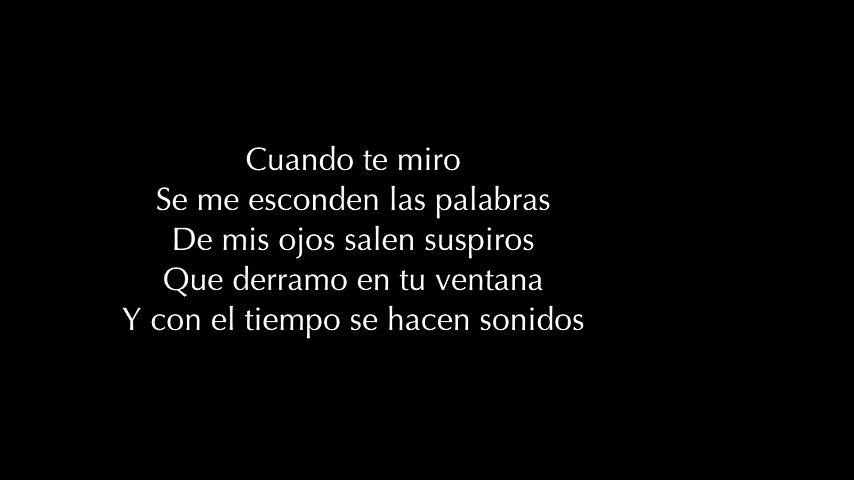 Cuando te miro
Se me esconden las palabras
De mis ojos salen suspiros
Que derramo en tu ventana
Y con el tiempo se hacen sonidos